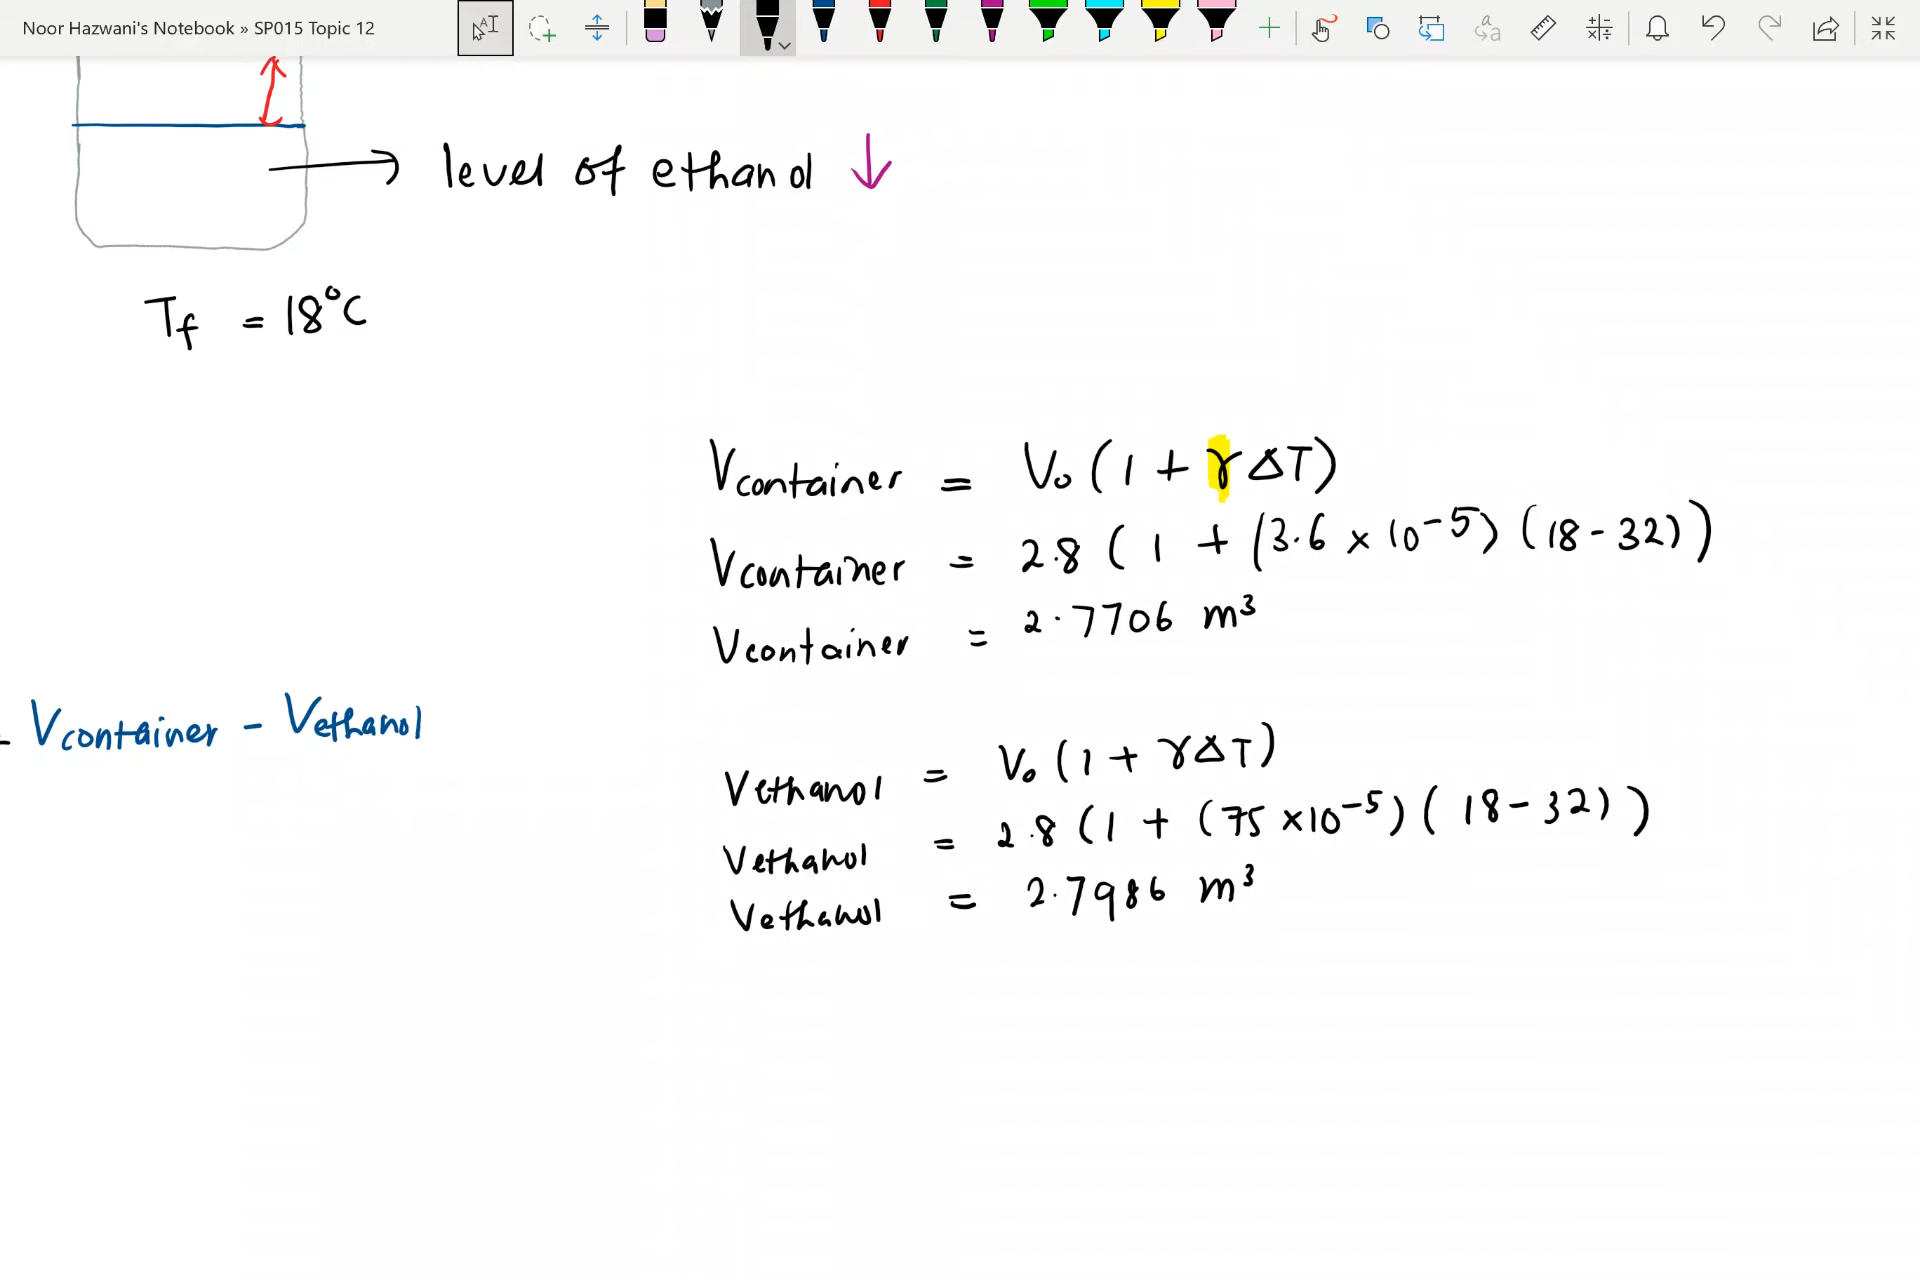 Noor Hazwani's Notebook » SP015 Topic 12
level of ethanol ↓
Tf = 18°C
Vcontainer = V₀ (1 + γΔT)
Vcontainer = 2.8 (1 + (3.6 × 10⁻⁵) (18 - 32))
Vcontainer = 2.7706 m³
Vcontainer - Vethanol
Vethanol = V₀ (1 + γΔT)
Vethanol = 2.8 (1 + (75 × 10⁻⁵) (18 - 32))
Vethanol = 2.7986 m³